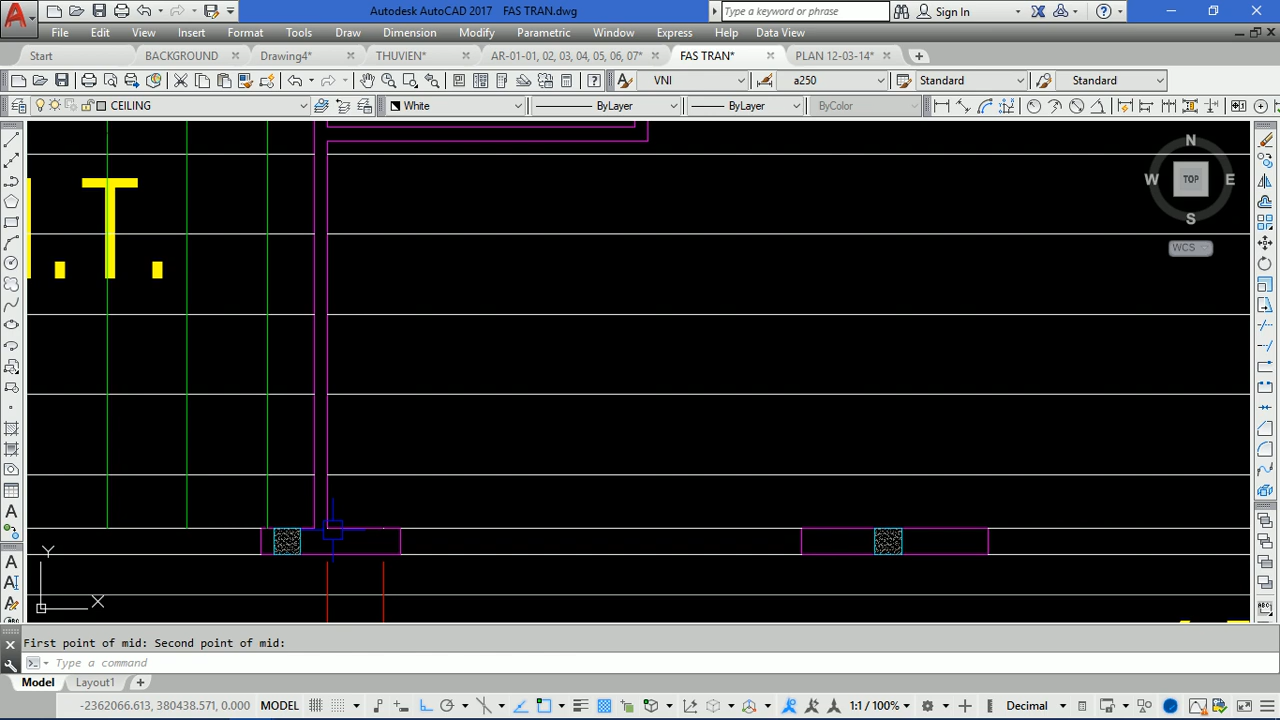 Autodesk AutoCAD 2017 FAS TRAN.dwg
Type a keyword or phrase
Sign In
File Edit View Insert Format Tools Draw Dimension Modify Parametric Window Express Data View
Start BACKGROUND Drawing4* THUVIEN* AR-01-01, 02, 03, 04, 05, 06, 07* FAS TRAN* PLAN 12-03-14*
VNI a250 Standard Standard
CEILING White ByLayer ByLayer ByColor
. T .
N
W TOP E
S
WCS
Y
X
First point of mid: Second point of mid:
Type a command
Model Layout1
-2362066.613, 380438.571, 0.000 MODEL 1:1 / 100% Decimal